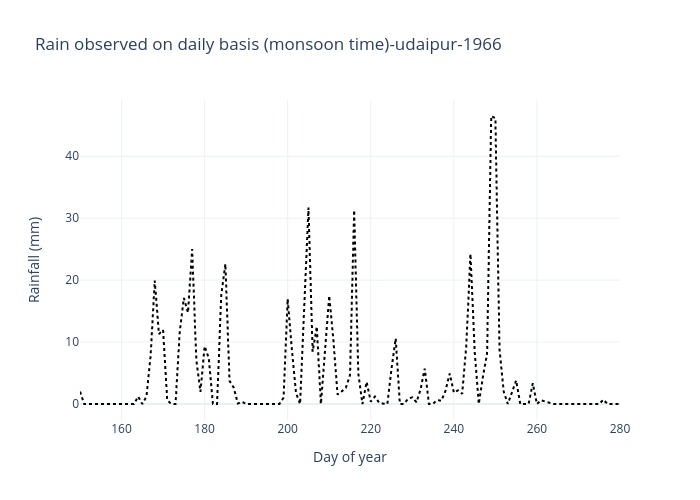 Rain observed on daily basis (monsoon time)-udaipur-1966
Rainfall (mm)
40
30
20
10
0
160 180 200 220 240 260 280
Day of year